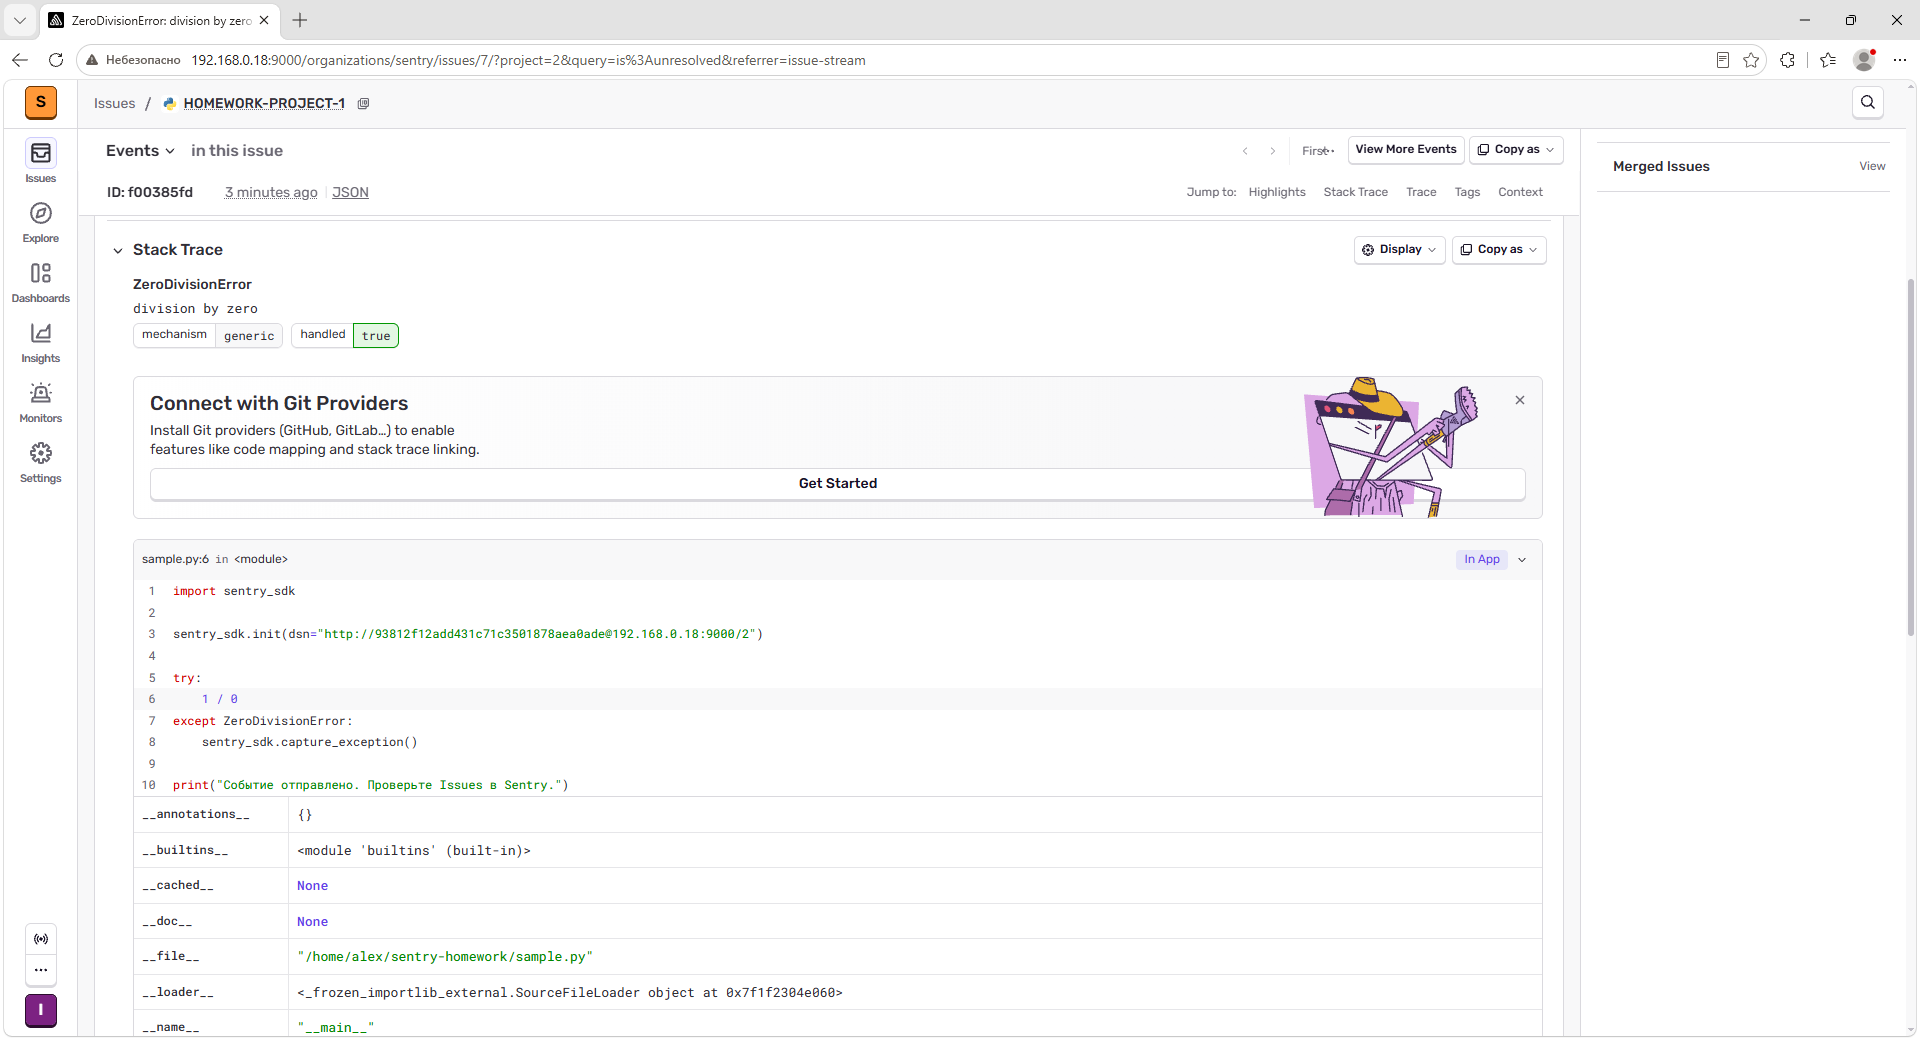 ZeroDivisionError: division by zero
Небезопасно
192.168.0.18:9000/organizations/sentry/issues/7/?project=2&query=is%3Aunresolved&referrer=issue-stream
S
Issues / HOMEWORK-PROJECT-1
Issues
Explore
Dashboards
Insights
Monitors
Settings
I
Events in this issue
First
View More Events
Copy as
ID: f00385fd 3 minutes ago JSON
Jump to: Highlights Stack Trace Trace Tags Context
Merged Issues View
Stack Trace
Display
Copy as
ZeroDivisionError
division by zero
mechanism generic handled true
Connect with Git Providers
Install Git providers (GitHub, GitLab…) to enable
features like code mapping and stack trace linking.
Get Started
sample.py:6 in <module>
In App
1 import sentry_sdk
2
3 sentry_sdk.init(dsn="http://93812f12add431c71c3501878aea0ade@192.168.0.18:9000/2")
4
5 try:
6 1 / 0
7 except ZeroDivisionError:
8 sentry_sdk.capture_exception()
9
10 print("Событие отправлено. Проверьте Issues в Sentry.")
__annotations__ {}
__builtins__ <module 'builtins' (built-in)>
__cached__ None
__doc__ None
__file__ "/home/alex/sentry-homework/sample.py"
__loader__ <_frozen_importlib_external.SourceFileLoader object at 0x7f1f2304e060>
__name__ "__main__"